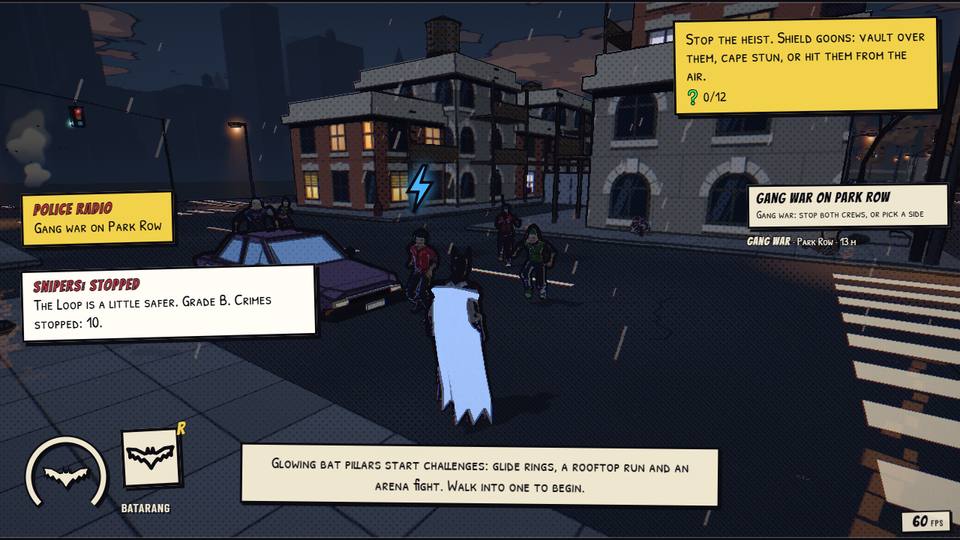 STOP THE HEIST. SHIELD GOONS: VAULT OVER
THEM, CAPE STUN, OR HIT THEM FROM THE
AIR.
? 0/12
POLICE RADIO
GANG WAR ON PARK ROW
GANG WAR ON PARK ROW
GANG WAR: STOP BOTH CREWS, OR PICK A SIDE
GANG WAR · PARK ROW · 13 M
SNIPERS: STOPPED
THE LOOP IS A LITTLE SAFER. GRADE B. CRIMES
STOPPED: 10.
R
BATARANG
GLOWING BAT PILLARS START CHALLENGES: GLIDE RINGS, A ROOFTOP RUN AND AN
ARENA FIGHT. WALK INTO ONE TO BEGIN.
60 FPS